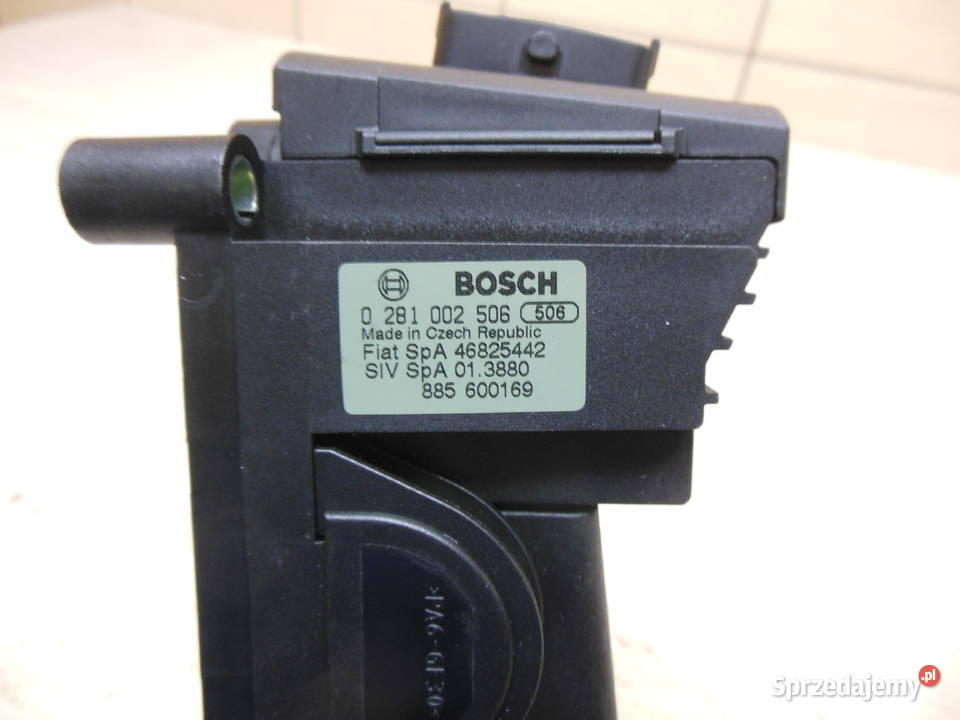 BOSCH
0 281 002 506 506
Made in Czech Republic
Fiat SpA 46825442
SIV SpA 01.3880
885 600169
Sprzedajemy .pl